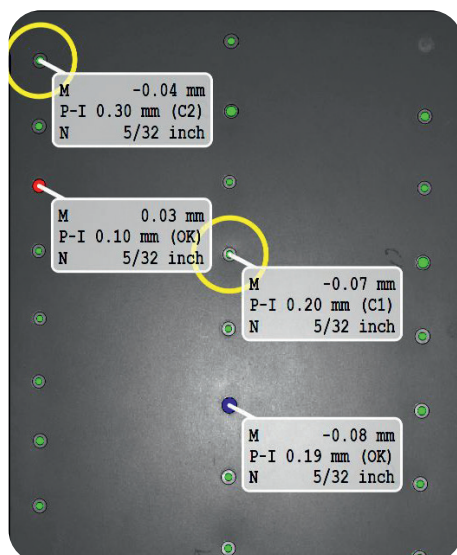 M -0.04 mm
P-I 0.30 mm (C2)
N 5/32 inch
M 0.03 mm
P-I 0.10 mm (OK)
N 5/32 inch
M -0.07 mm
P-I 0.20 mm (C1)
N 5/32 inch
M -0.08 mm
P-I 0.19 mm (OK)
N 5/32 inch